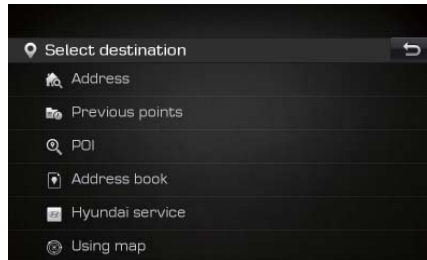 Select destination
Address
Previous points
POI
Address book
Hyundai service
Using map